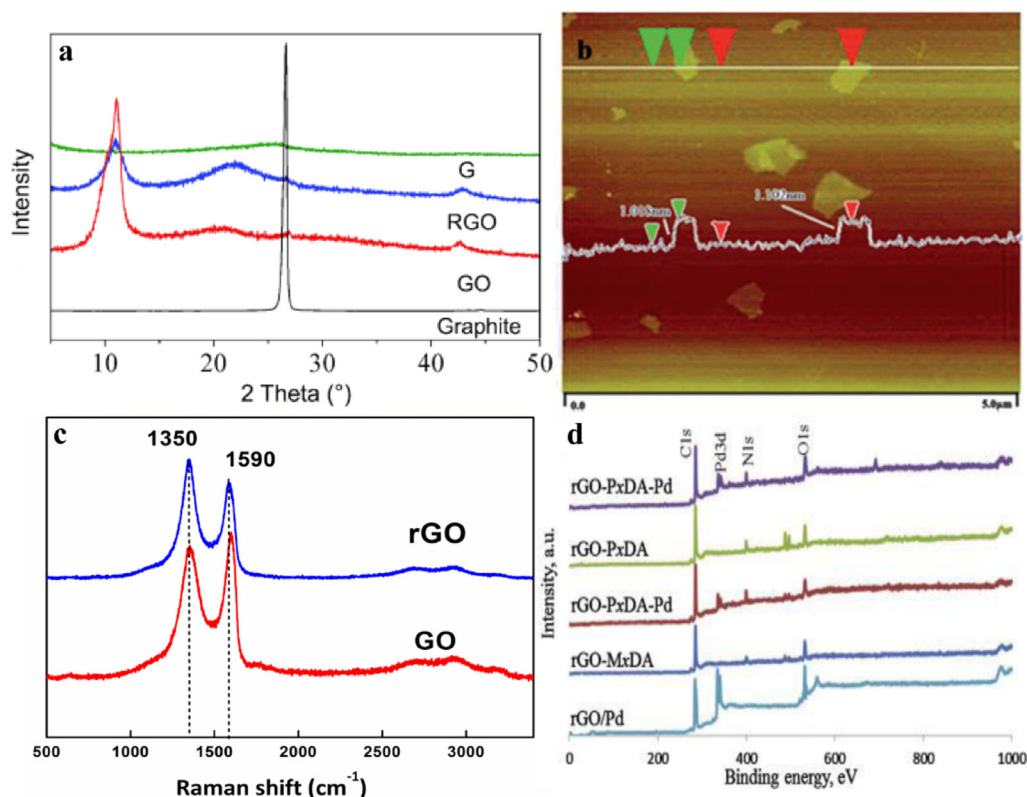 a
Intensity
G
RGO
GO
Graphite
10
20
30
40
50
2 Theta (°)
b
1.018nm
1.102nm
0.0
5.0μm
c
1350
1590
rGO
GO
500
1000
1500
2000
2500
3000
Raman shift (cm-1)
d
C1s
Pd3d
N1s
O1s
rGO-PxDA-Pd
rGO-PxDA
rGO-PxDA-Pd
rGO-MxDA
rGO/Pd
Intensity, a.u.
0
200
400
600
800
1000
Binding energy, eV